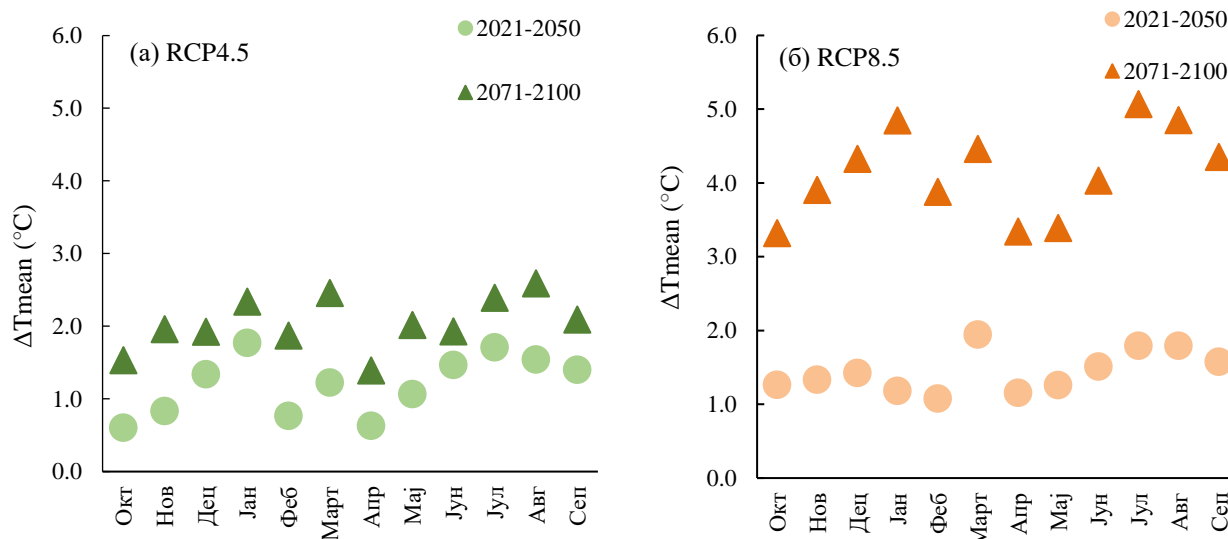 (а) RCP4.5
2021-2050
2071-2100
ΔTmean (°C)
6.0
5.0
4.0
3.0
2.0
1.0
0.0
Окт
Нов
Дец
Јан
Феб
Март
Апр
Мај
Јун
Јул
Авг
Сеп
(б) RCP8.5
2021-2050
2071-2100
ΔTmean (°C)
6.0
5.0
4.0
3.0
2.0
1.0
0.0
Окт
Нов
Дец
Јан
Феб
Март
Апр
Мај
Јун
Јул
Авг
Сеп